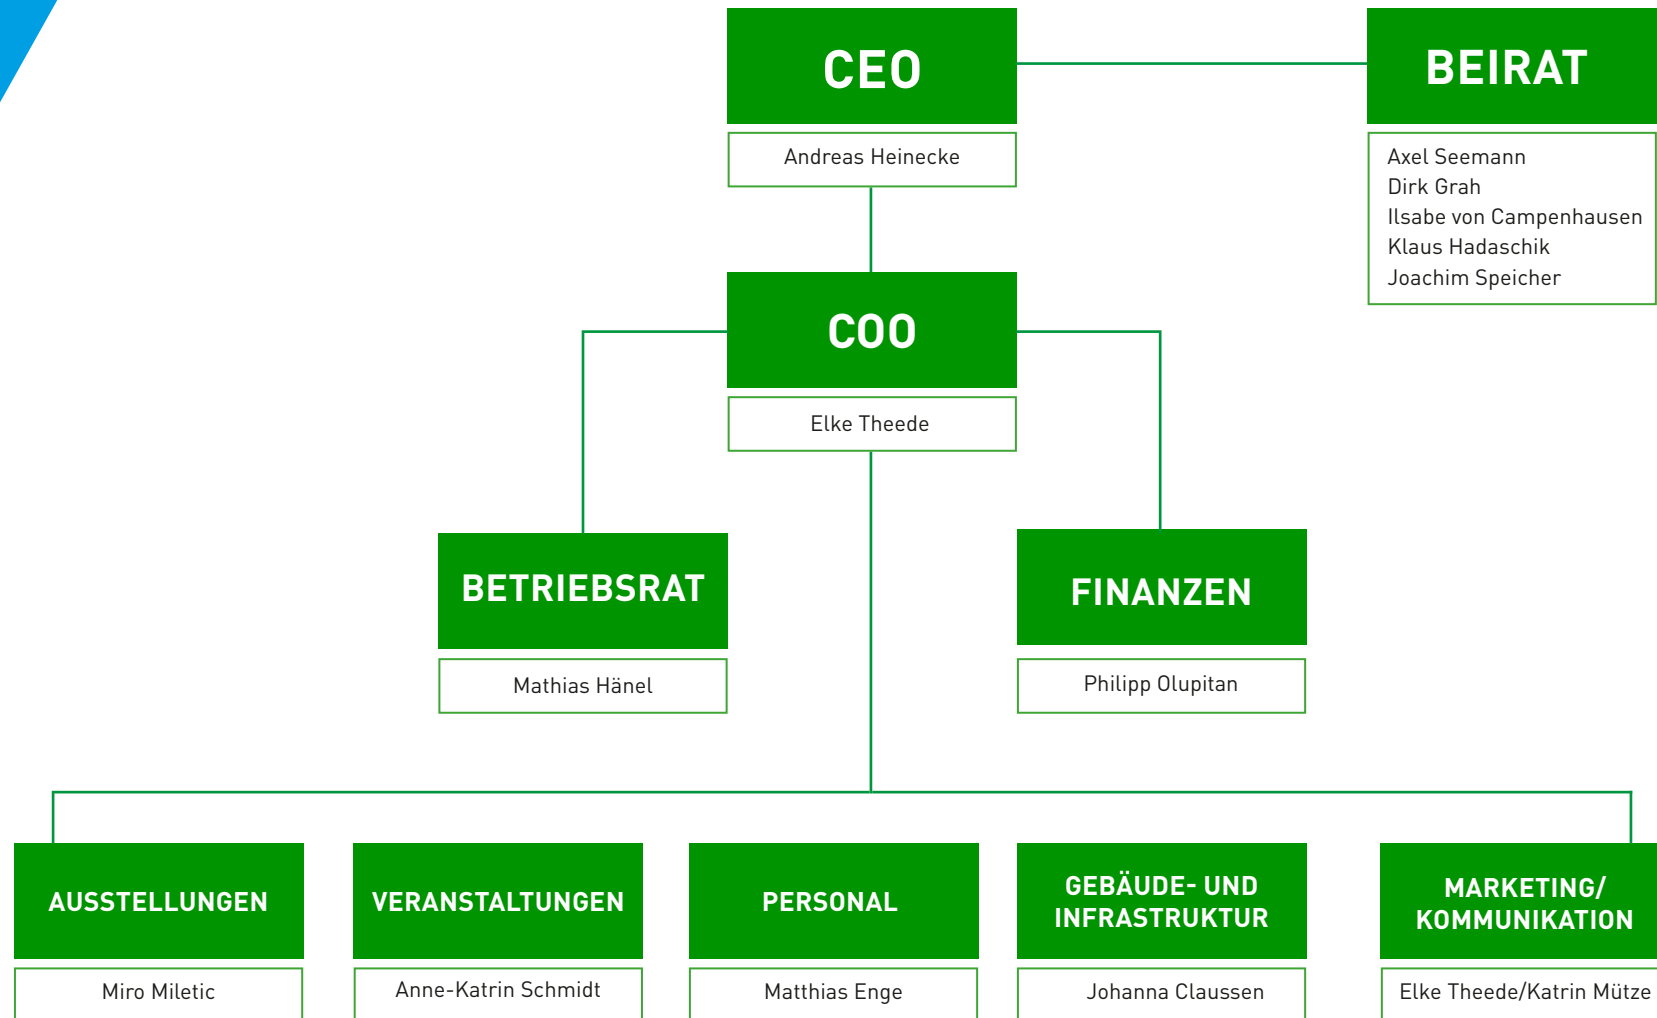 CEO
BEIRAT
Andreas Heinecke
Axel Seemann
Dirk Grah
Ilsabe von Campenhausen
Klaus Hadaschik
Joachim Speicher
COO
Elke Theede
BETRIEBSRAT
FINANZEN
Mathias Hänel
Philipp Olupitan
AUSSTELLUNGEN
VERANSTALTUNGEN
PERSONAL
GEBÄUDE- UND
INFRASTRUKTUR
MARKETING/
KOMMUNIKATION
Miro Miletic
Anne-Katrin Schmidt
Matthias Enge
Johanna Claussen
Elke Theede/Katrin Mütze